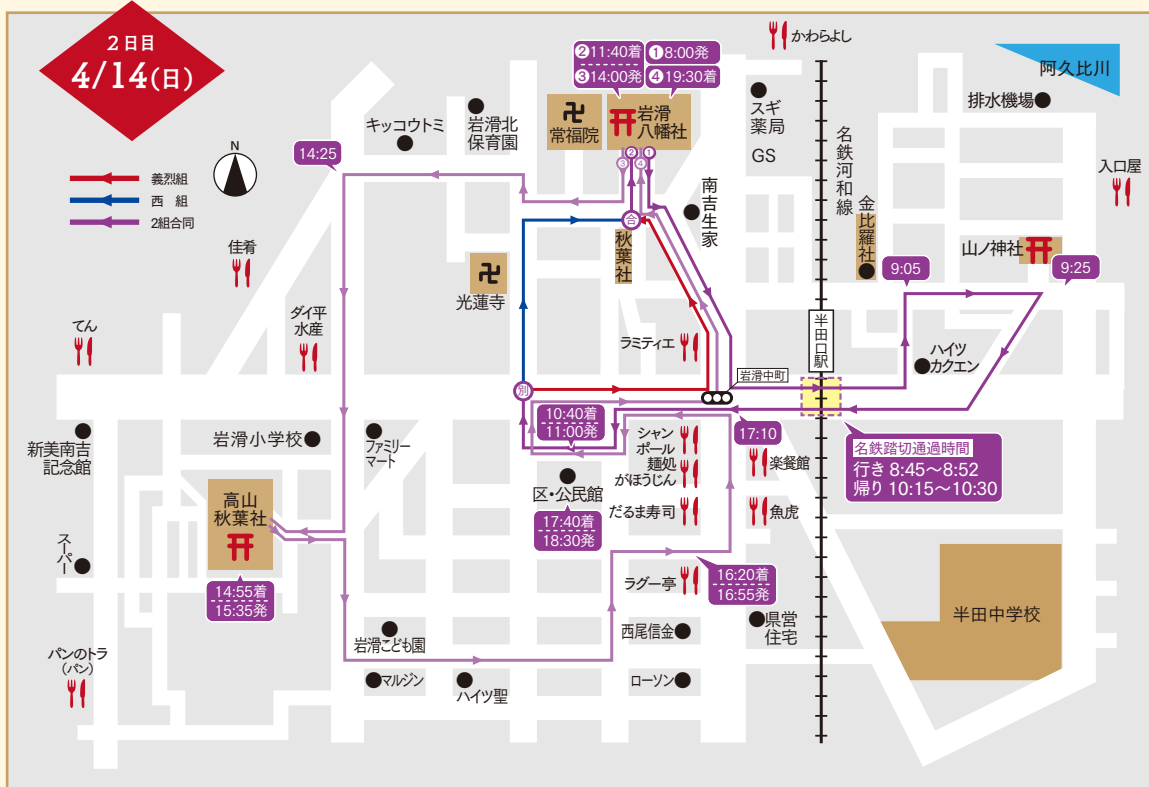 2日目
4/14(日)
N
義烈組
西 組
2組合同
❷11:40着
❸14:00発
❶8:00発
❹19:30着
かわらよし
阿久比川
排水機場
キッコウトミ
岩滑北
保育園
常福院
岩滑
八幡社
スギ
薬局
GS
名鉄河和線
入口屋
14:25
③
②
④
①
南吉生家
金比羅社
山ノ神社
9:05
9:25
合
秋葉社
佳肴
光蓮寺
ダイ平
水産
てん
ラミティエ
半田口駅
ハイツ
カクエン
岩滑中町
別
10:40着
11:00発
新美南吉
記念館
岩滑小学校
ファミリー
マート
シャン
ポール
麺処
がほうじん
17:10
楽餐館
名鉄踏切通過時間
行き 8:45～8:52
帰り 10:15～10:30
区・公民館
17:40着
18:30発
だるま寿司
魚虎
高山
秋葉社
スーパー
14:55着
15:35発
ラグー亭
16:20着
16:55発
県営
住宅
半田中学校
岩滑こども園
西尾信金
パンのトラ
(パン)
マルジン
ハイツ聖
ローソン